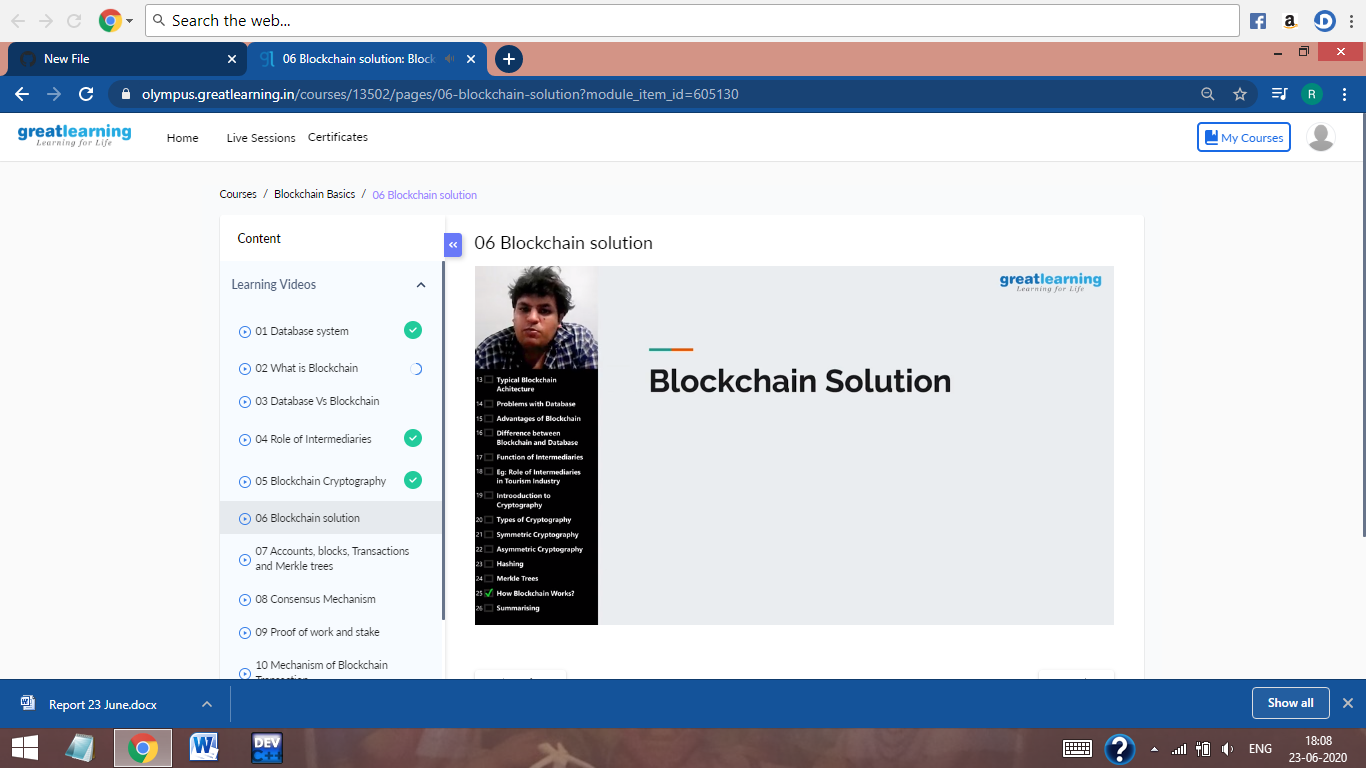 Search the web...
New File
06 Blockchain solution: Block
olympus.greatlearning.in/courses/13502/pages/06-blockchain-solution?module_item_id=605130
R
greatlearning
Learning for Life
Home
Live Sessions
Certificates
My Courses
Courses / Blockchain Basics / 06 Blockchain solution
Content
Learning Videos
01 Database system
02 What is Blockchain
03 Database Vs Blockchain
04 Role of Intermediaries
05 Blockchain Cryptography
06 Blockchain solution
07 Accounts, blocks, Transactions
and Merkle trees
08 Consensus Mechanism
09 Proof of work and stake
10 Mechanism of Blockchain
Transaction
06 Blockchain solution
greatlearning
Learning for Life
Blockchain Solution
13 Typical Blockchain
Achitecture
14 Problems with Database
15 Advantages of Blockchain
16 Difference between
Blockchain and Database
17 Function of Intermediaries
18 Eg: Role of Intermediaries
in Tourism Industry
19 Introoduction to
Cryptography
20 Types of Cryptography
21 Symmetric Cryptography
22 Asymmetric Cryptography
23 Hashing
24 Merkle Trees
25 How Blockchain Works?
26 Summarising
Report 23 June.docx
Show all
DEV
C++
ENG
18:08
23-06-2020